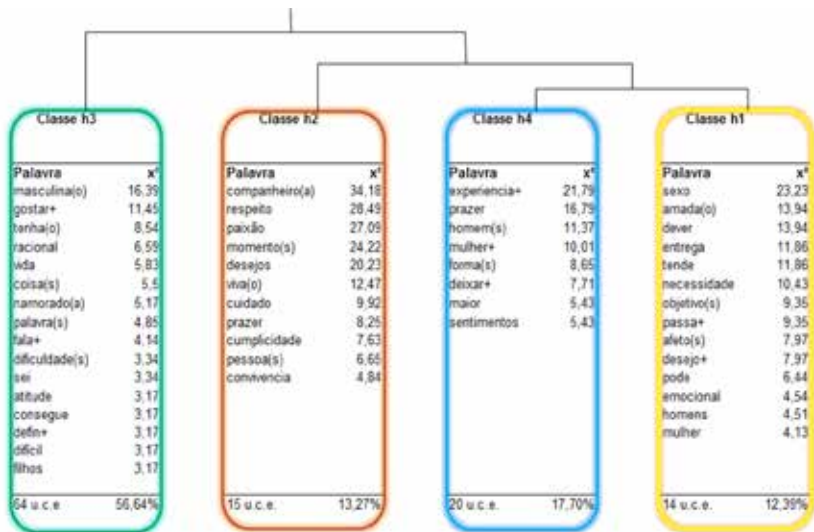 Classe h3
Palavra x²
masculina(o) 16,39
gostar+ 11,45
tenha(o) 8,54
racional 6,59
vida 5,83
coisa(s) 5,5
namorado(a) 5,17
palavra(s) 4,85
fala+ 4,14
dificuldade(s) 3,34
sei 3,34
atitude 3,17
consegue 3,17
defin+ 3,17
difícil 3,17
filhos 3,17
64 u.c.e 56,64%
Classe h2
Palavra x²
companheiro(a) 34,18
respeito 28,49
paixão 27,09
momento(s) 24,22
desejos 20,23
viva(o) 12,47
cuidado 9,92
prazer 8,25
cumplicidade 7,63
pessoa(s) 6,65
convivencia 4,84
15 u.c.e. 13,27%
Classe h4
Palavra x²
experiencia+ 21,79
prazer 16,79
homem(s) 11,37
mulher+ 10,01
forma(s) 8,65
deixar+ 7,71
maior 5,43
sentimentos 5,43
20 u.c.e 17,70%
Classe h1
Palavra x²
sexo 23,23
amada(o) 13,94
dever 13,94
entrega 11,86
tende 11,86
necessidade 10,43
objetivo(s) 9,35
passa+ 9,35
afeto(s) 7,97
desejo+ 7,97
pode 6,44
emocional 4,54
homens 4,51
mulher 4,13
14 u.c.e 12,39%